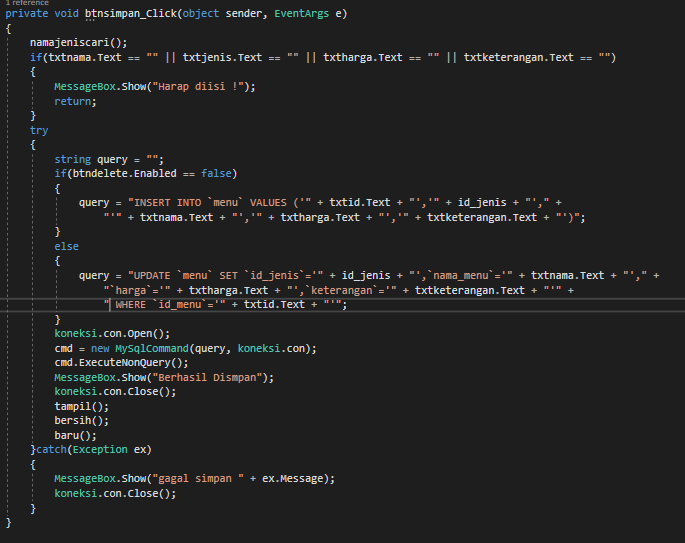 1 reference
private void btnsimpan_Click(object sender, EventArgs e)
{
namajeniscari();
if(txtnama.Text == "" || txtjenis.Text == "" || txtharga.Text == "" || txtketerangan.Text == "")
{
MessageBox.Show("Harap diisi !");
return;
}
try
{
string query = "";
if(btndelete.Enabled == false)
{
query = "INSERT INTO `menu` VALUES ('" + txtid.Text + "','" + id_jenis + "'," +
"'" + txtnama.Text + "','" + txtharga.Text + "','" + txtketerangan.Text + "')";
}
else
{
query = "UPDATE `menu` SET `id_jenis`='" + id_jenis + "',`nama_menu`='" + txtnama.Text + "'," +
"`harga`='" + txtharga.Text + "',`keterangan`='" + txtketerangan.Text + "'" +
" WHERE `id_menu`='" + txtid.Text + "'";
}
koneksi.con.Open();
cmd = new MySqlCommand(query, koneksi.con);
cmd.ExecuteNonQuery();
MessageBox.Show("Berhasil Dismpan");
koneksi.con.Close();
tampil();
bersih();
baru();
}catch(Exception ex)
{
MessageBox.Show("gagal simpan " + ex.Message);
koneksi.con.Close();
}
}